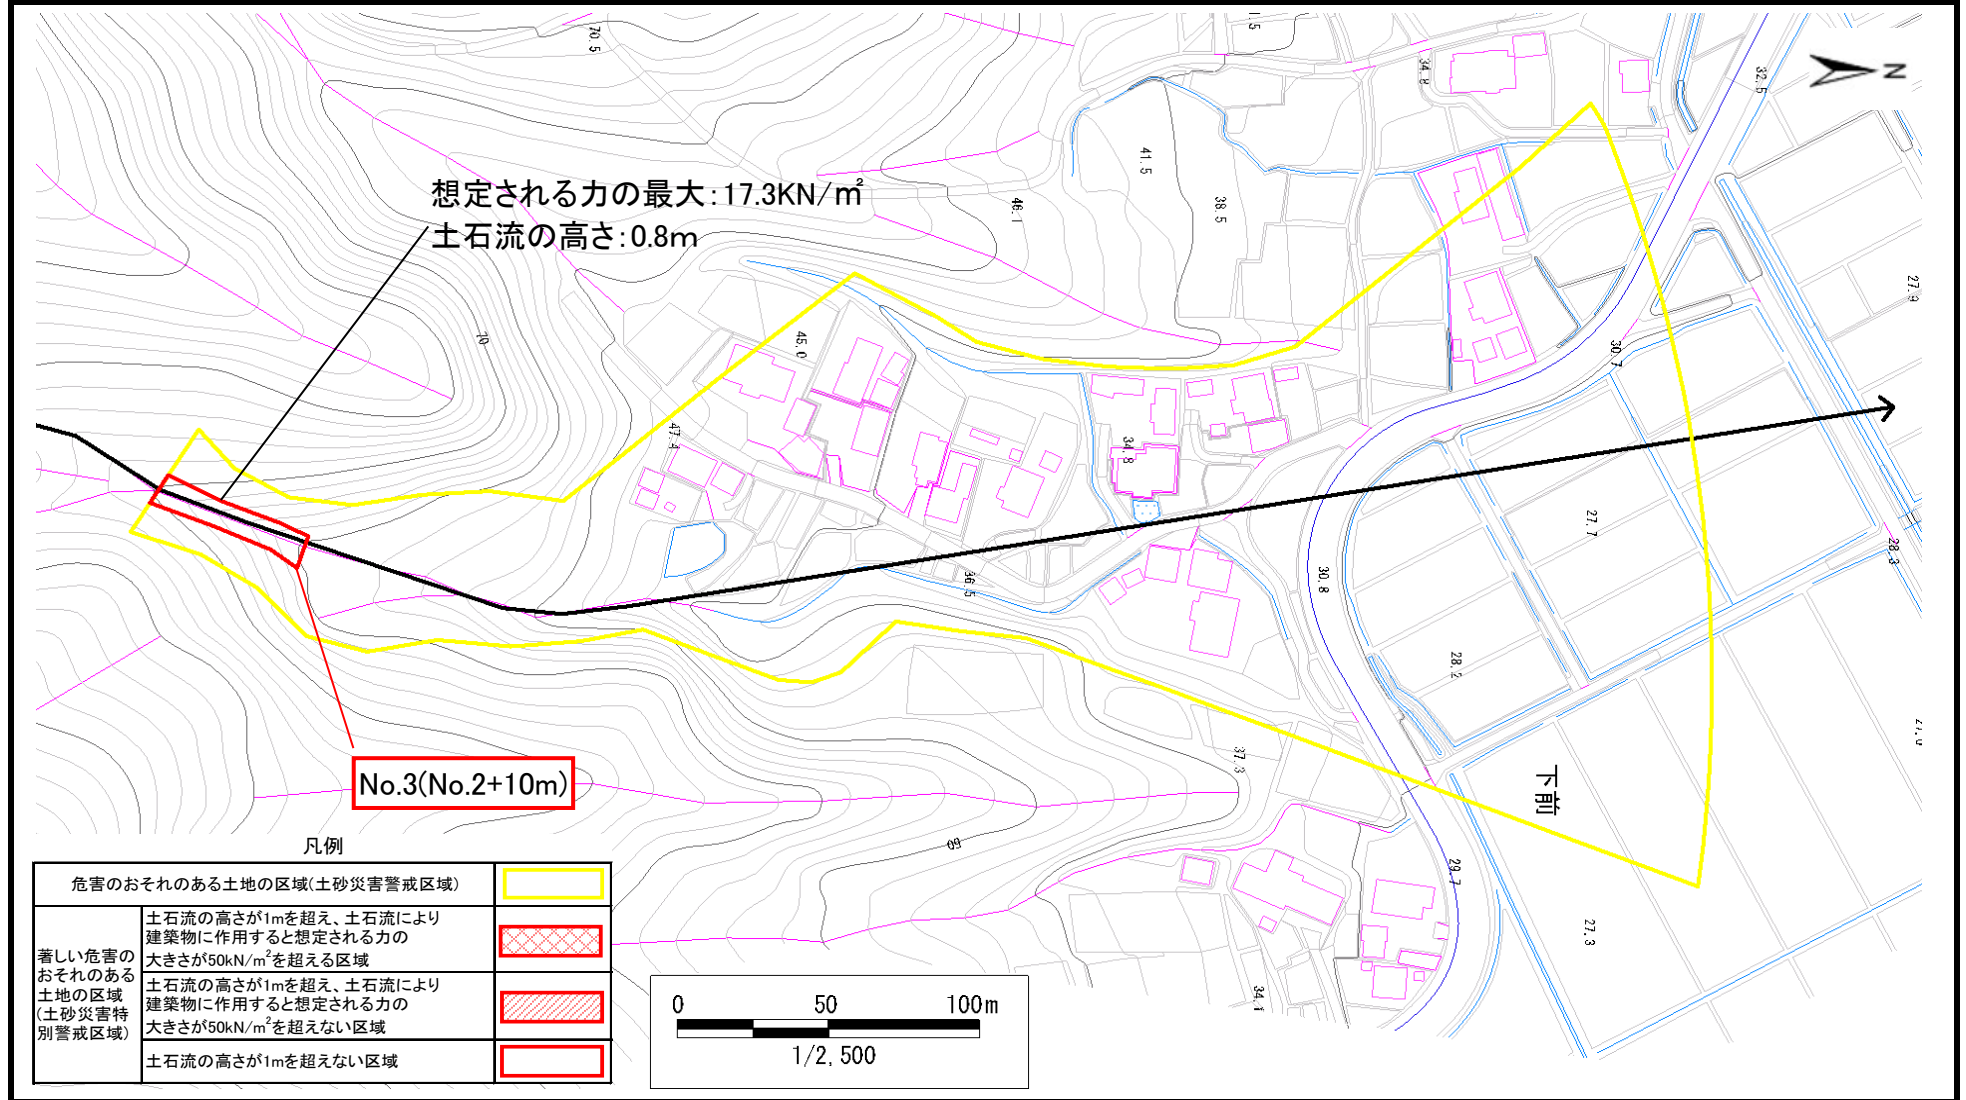 70.5
34.8
32.5
N
41.5
想定される力の最大:17.3KN/㎡
46.1
38.5
土石流の高さ:0.8m
27.9
70
45.0
30.7
47.4
34.8
27.7
28.3
36.5
30.8
28.2
37.3
下前
No.3(No.2+10m)
60
29.7
27.3
34.1
凡例
危害のおそれのある土地の区域(土砂災害警戒区域)
著しい危害の
おそれのある
土地の区域
(土砂災害特
別警戒区域)
土石流の高さが1mを超え、土石流により
建築物に作用すると想定される力の
大きさが50kN/m²を超える区域
土石流の高さが1mを超え、土石流により
建築物に作用すると想定される力の
大きさが50kN/m²を超えない区域
土石流の高さが1mを超えない区域
0 50 100m
1/2,500